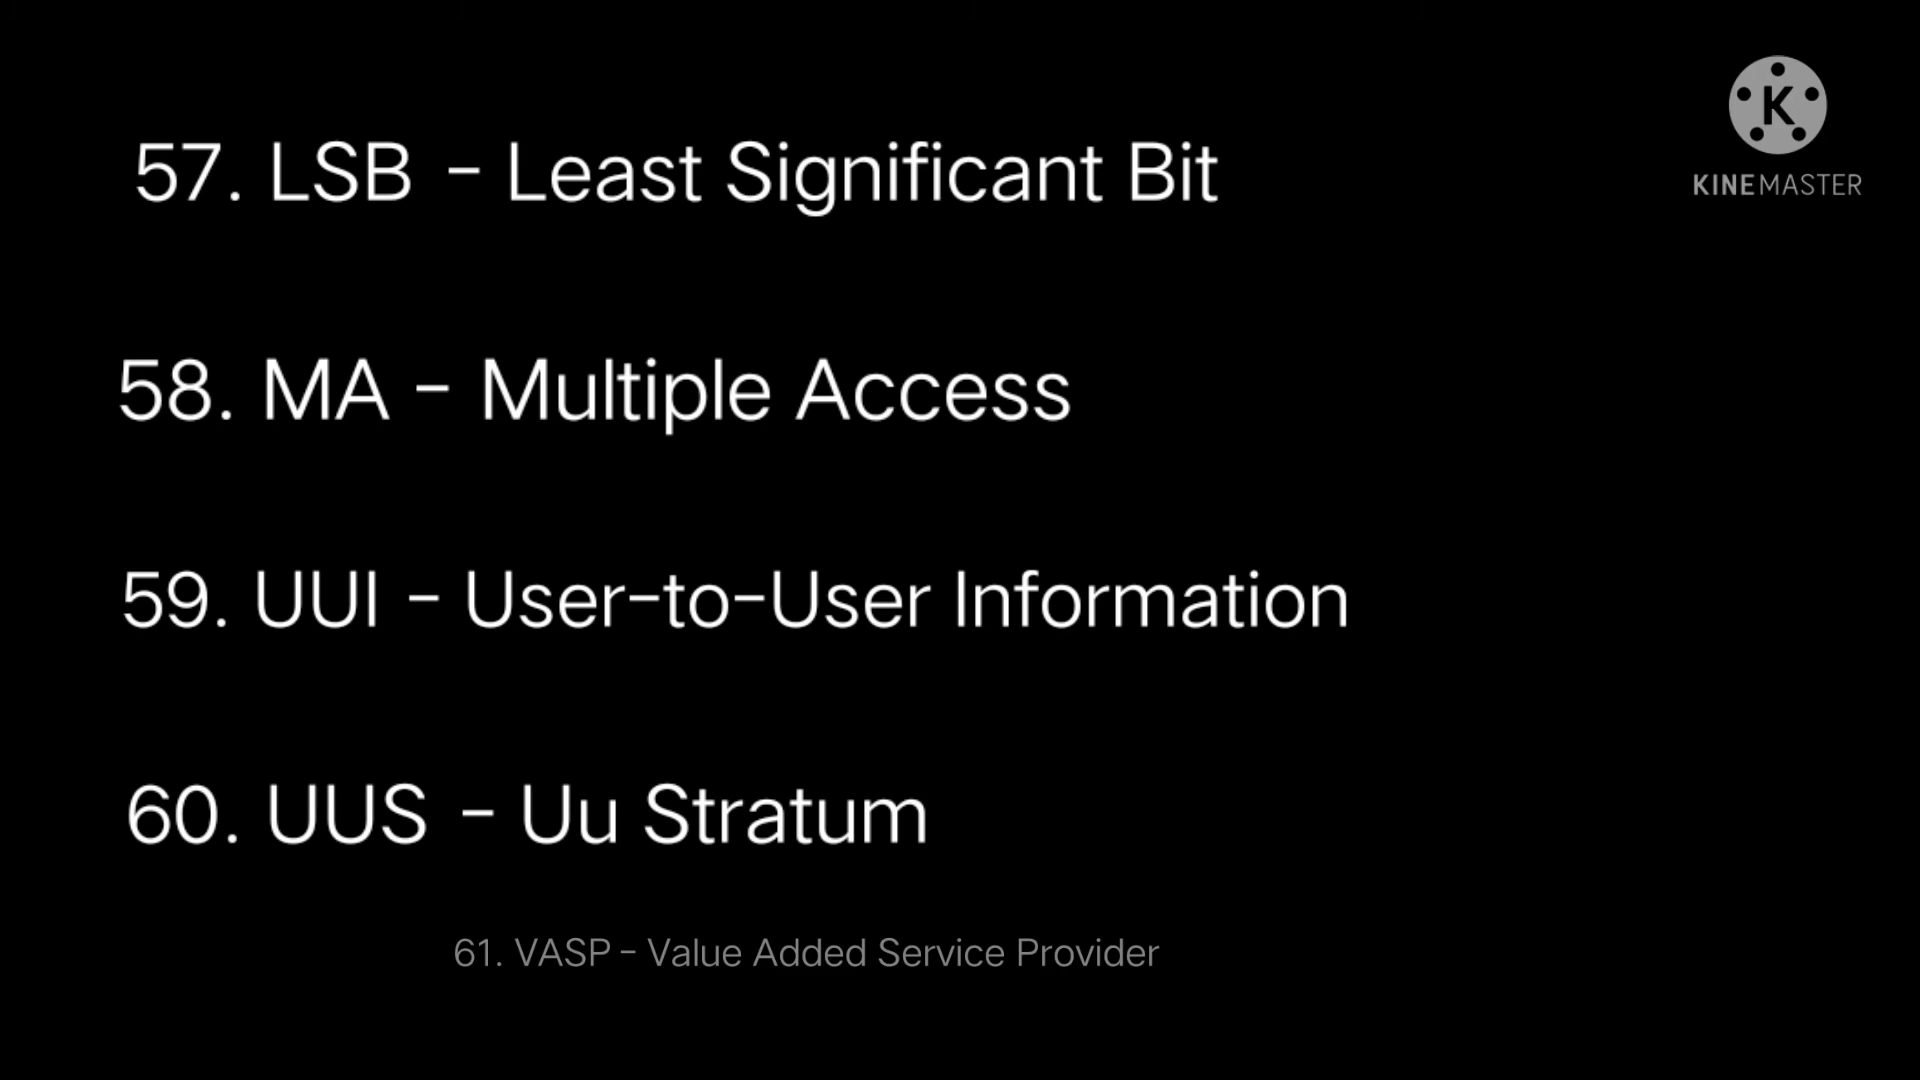 K
KINEMASTER
57. LSB - Least Significant Bit
58. MA - Multiple Access
59. UUI - User-to-User Information
60. UUS - Uu Stratum
61. VASP - Value Added Service Provider